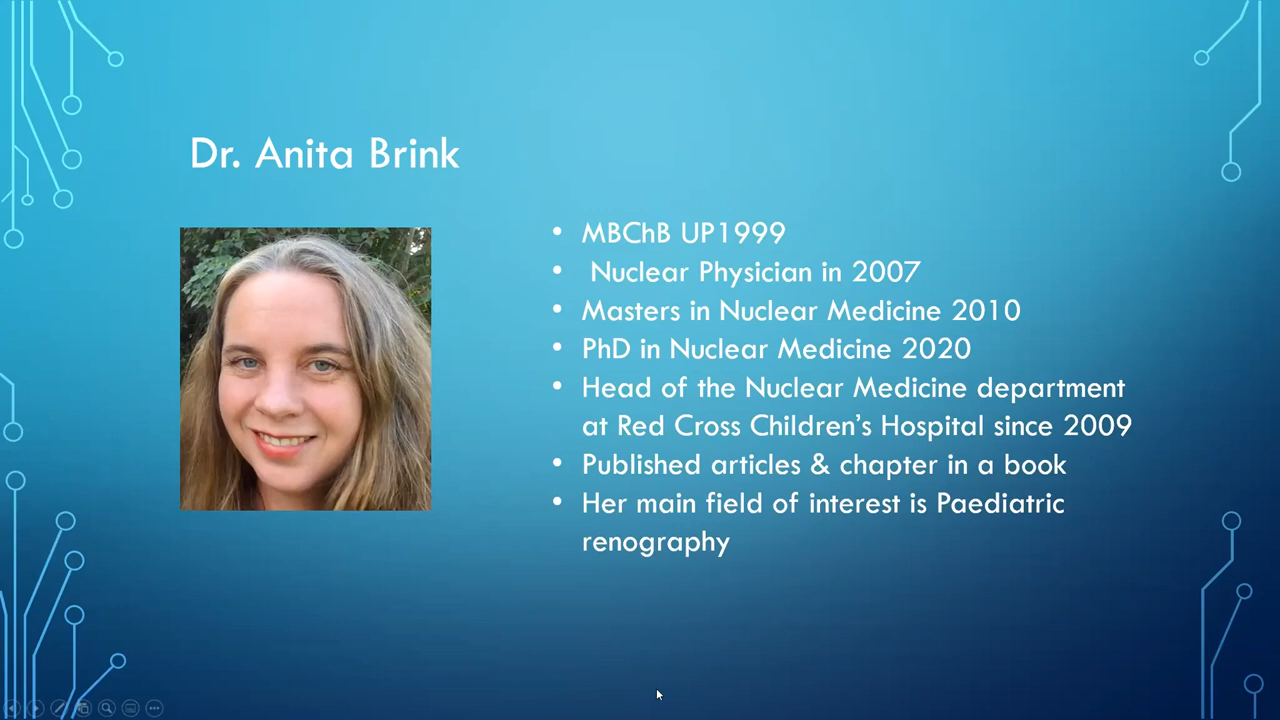 Dr. Anita Brink
• MBChB UP1999
• Nuclear Physician in 2007
• Masters in Nuclear Medicine 2010
• PhD in Nuclear Medicine 2020
• Head of the Nuclear Medicine department
at Red Cross Children’s Hospital since 2009
• Published articles & chapter in a book
• Her main field of interest is Paediatric
renography